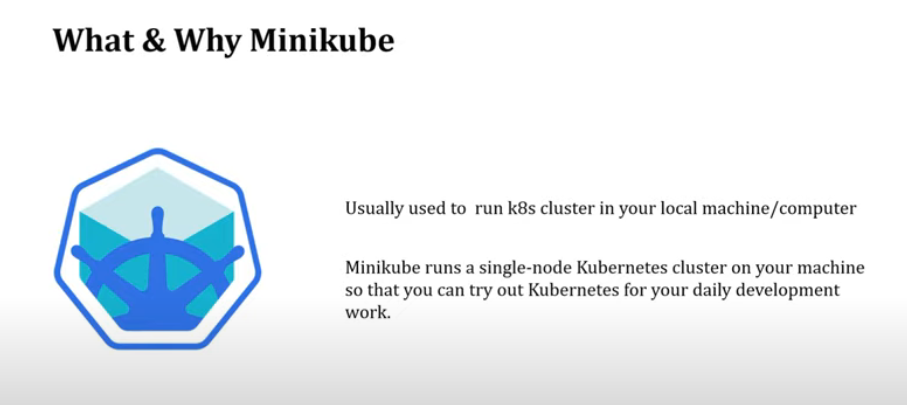 What & Why Minikube
Usually used to run k8s cluster in your local machine/computer
Minikube runs a single-node Kubernetes cluster on your machine
so that you can try out Kubernetes for your daily development
work.